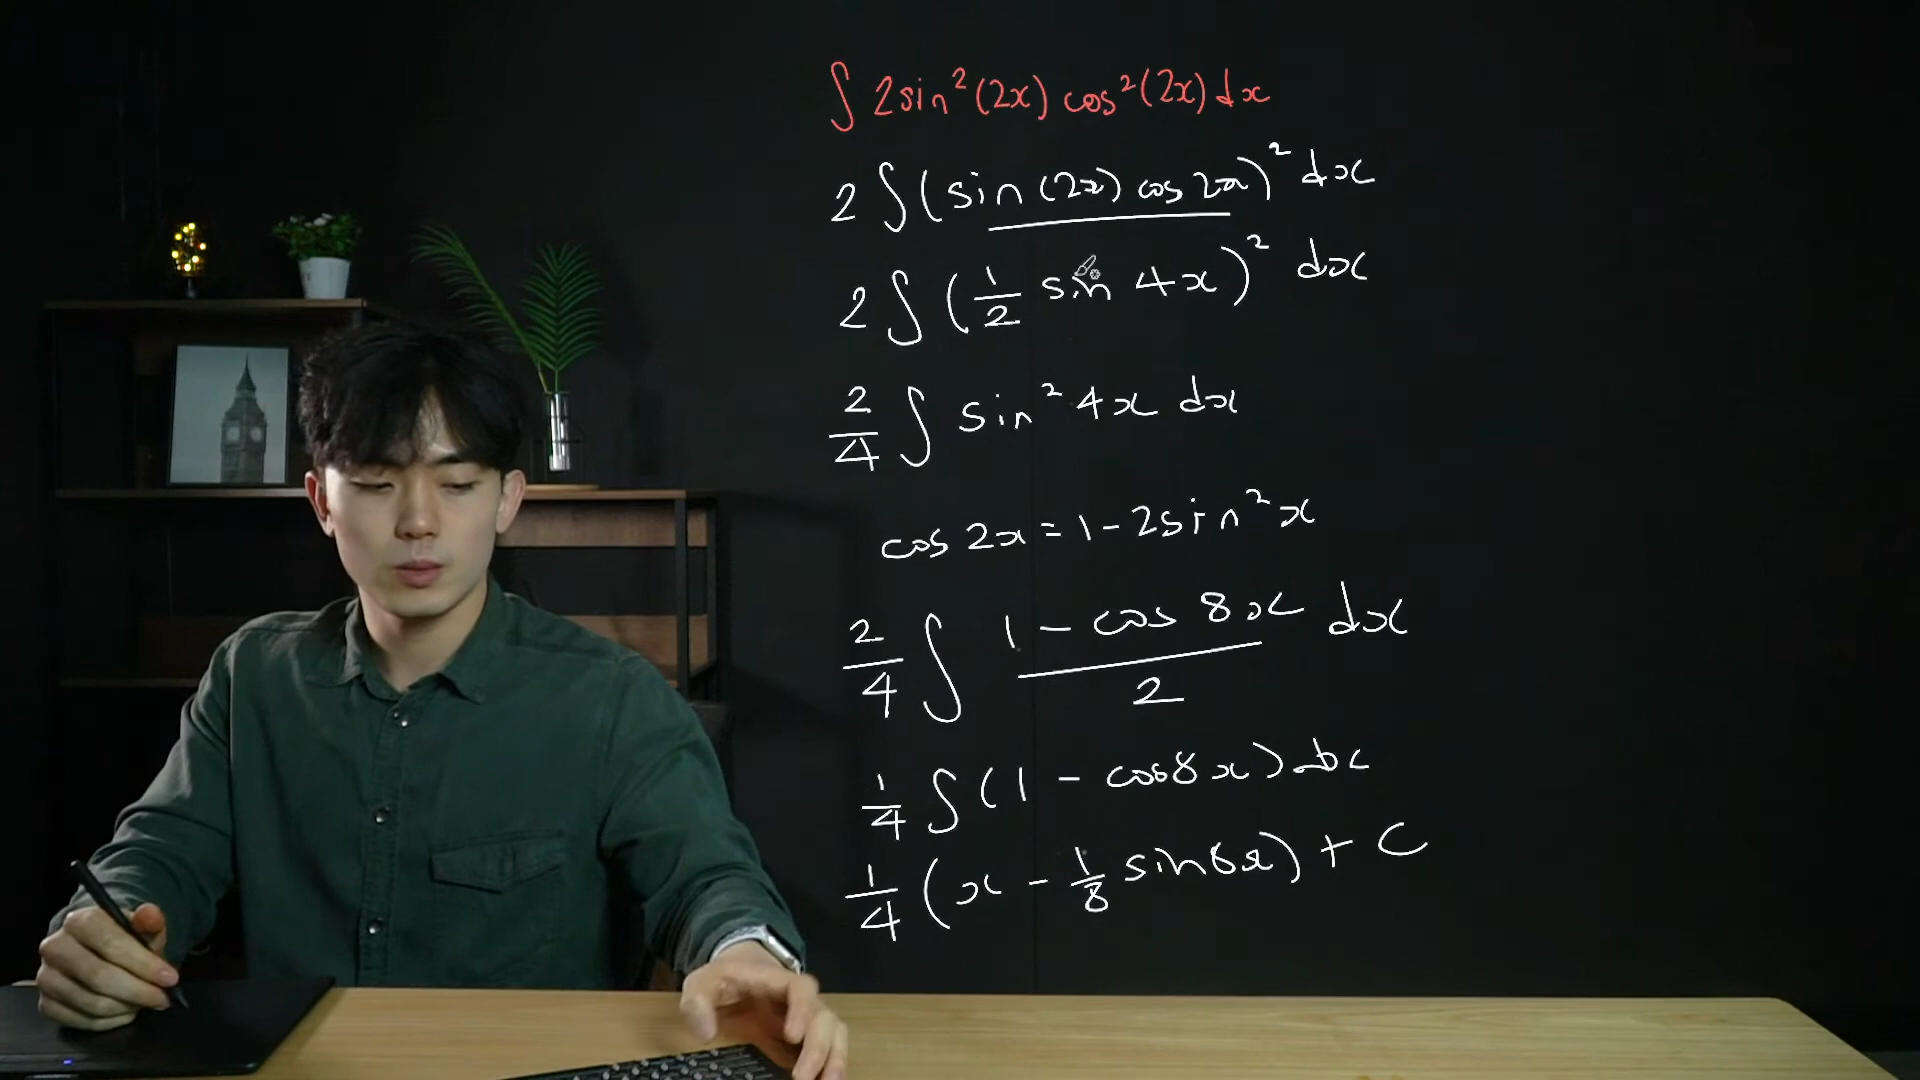 ∫ 2sin²(2x) cos²(2x) dx
2 ∫ (sin (2x) cos 2x)² dx
2 ∫ (1/2 sin 4x)² dx
2/4 ∫ sin² 4x dx
cos 2x = 1 - 2sin² x
2/4 ∫ (1 - cos 8x)/2 dx
1/4 ∫ (1 - cos8x) dx
1/4 (x - 1/8 sin8x) + C